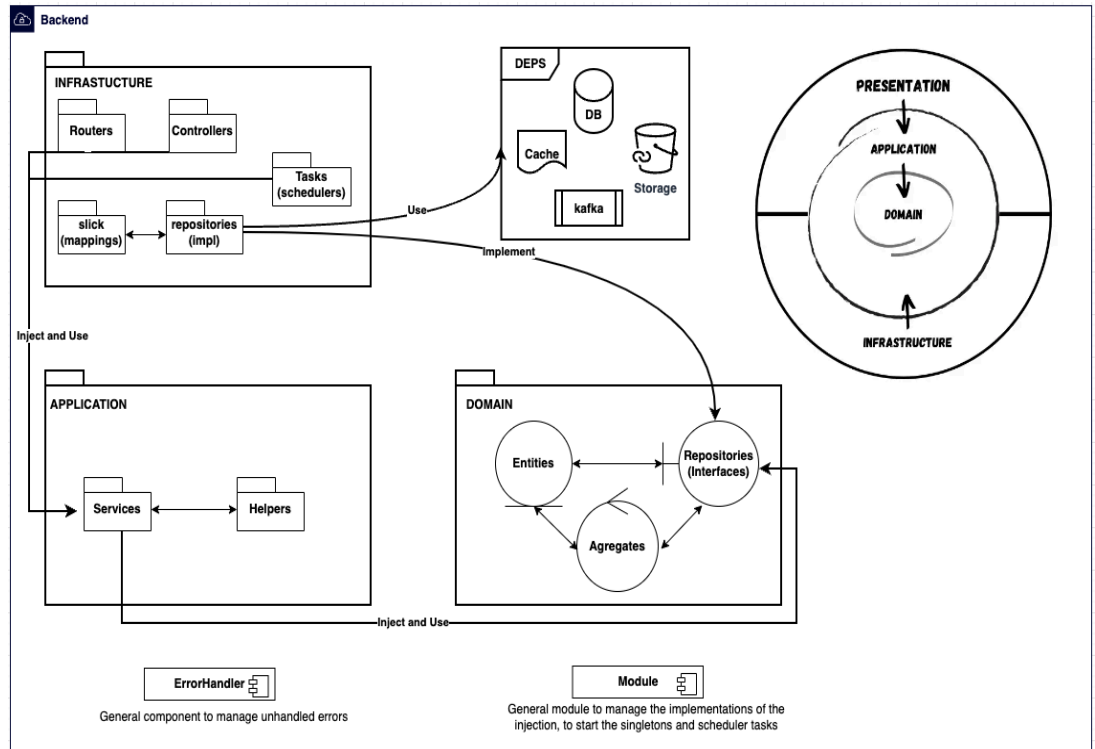 Backend
INFRASTUCTURE
Routers
Controllers
Tasks
(schedulers)
slick
(mappings)
repositories
(impl)
DEPS
DB
Cache
Storage
kafka
Use
Implement
PRESENTATION
APPLICATION
DOMAIN
INFRASTRUCTURE
Inject and Use
APPLICATION
Services
Helpers
DOMAIN
Entities
Repositories
(Interfaces)
Agregates
Inject and Use
ErrorHandler
General component to manage unhandled errors
Module
General module to manage the implementations of the
injection, to start the singletons and scheduler tasks